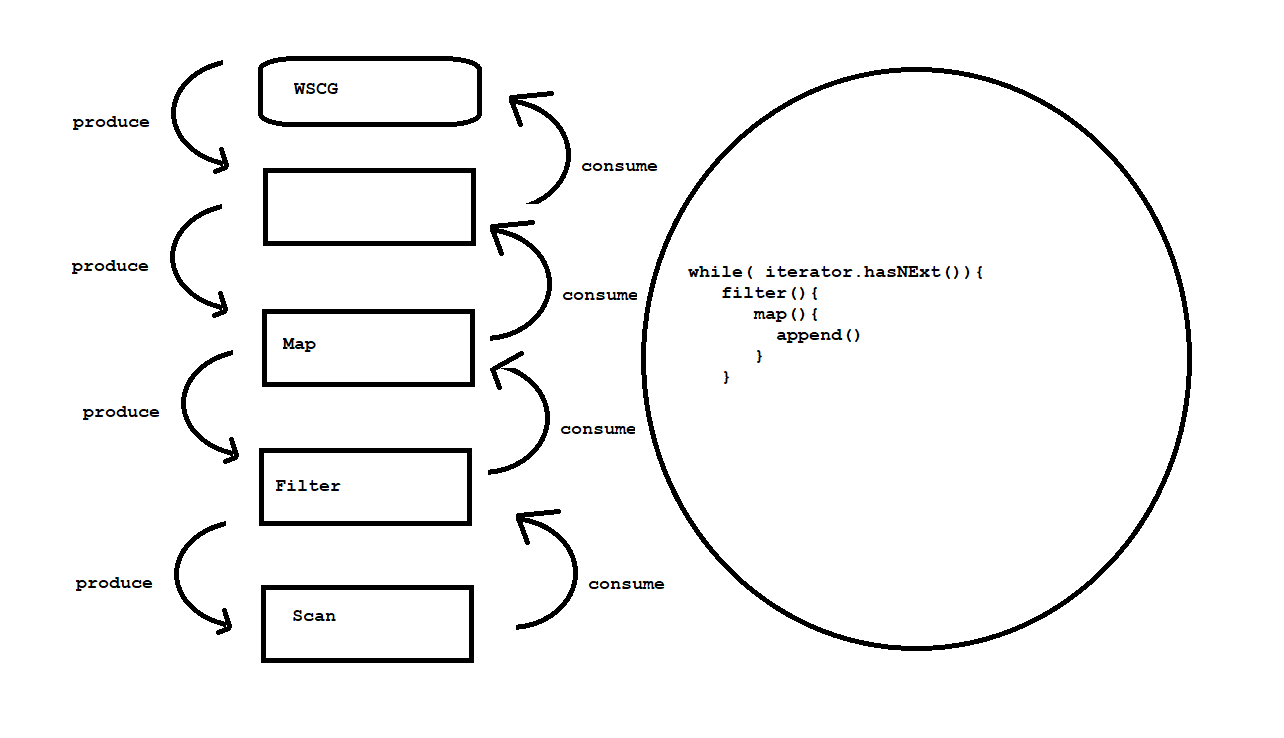 WSCG
produce
consume
produce
consume
Map
produce
consume
Filter
produce
consume
Scan
while( iterator.hasNExt()){
filter(){
map(){
append()
}
}